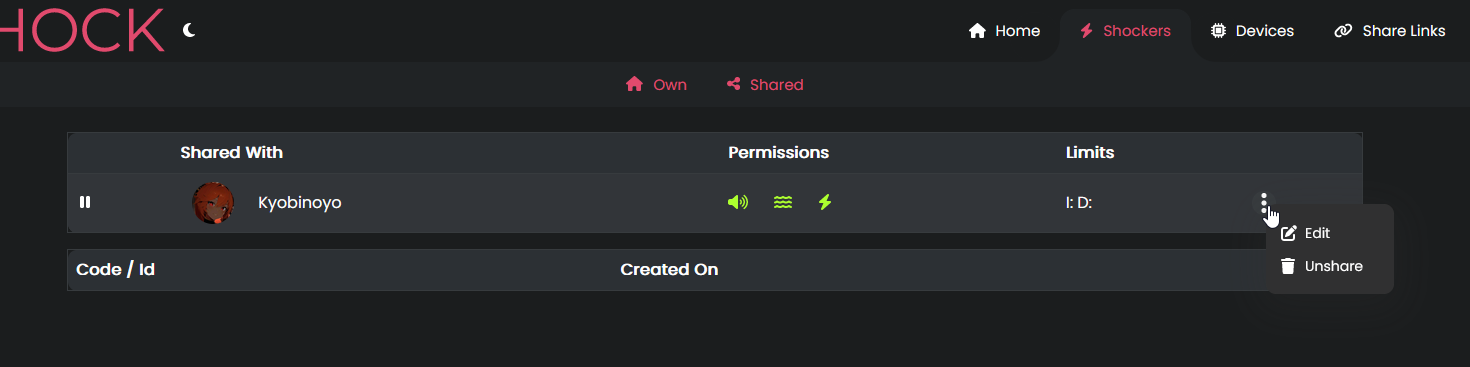 HOCK
Home Shockers Devices Share Links
Own Shared
Shared With Permissions Limits
Kyobinoyo I: D:
Edit
Unshare
Code / Id Created On